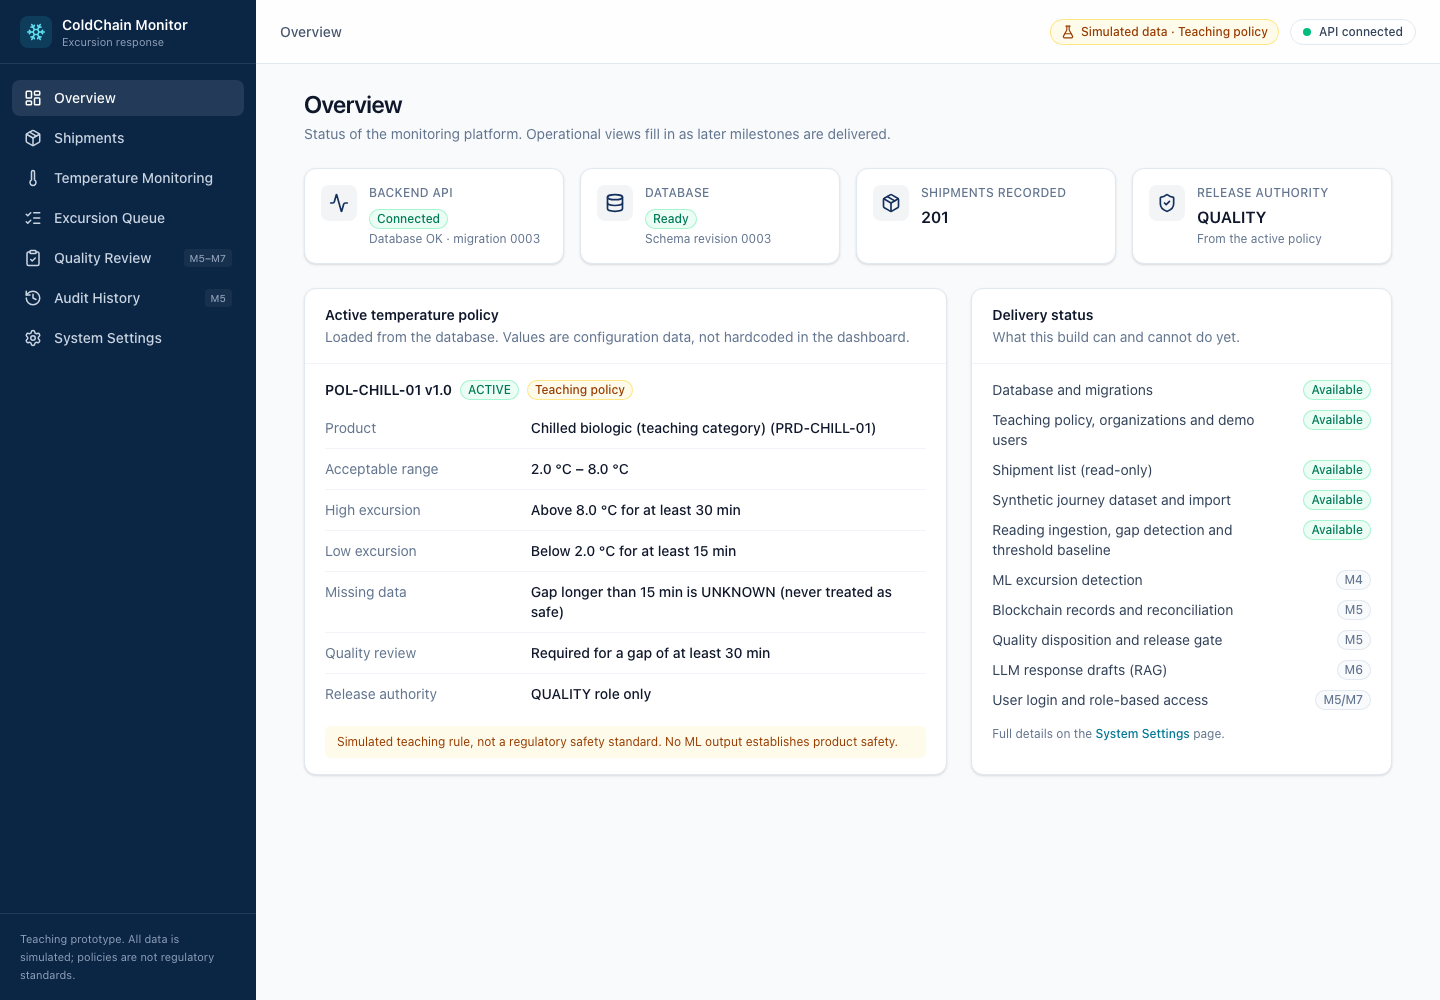 ColdChain Monitor
Excursion response
Overview
Shipments
Temperature Monitoring
Excursion Queue
Quality Review M5–M7
Audit History M5
System Settings
Teaching prototype. All data is
simulated; policies are not regulatory
standards.
Overview
Simulated data · Teaching policy
API connected
Overview
Status of the monitoring platform. Operational views fill in as later milestones are delivered.
BACKEND API
Connected
Database OK · migration 0003
DATABASE
Ready
Schema revision 0003
SHIPMENTS RECORDED
201
RELEASE AUTHORITY
QUALITY
From the active policy
Active temperature policy
Loaded from the database. Values are configuration data, not hardcoded in the dashboard.
POL-CHILL-01 v1.0 ACTIVE Teaching policy
Product Chilled biologic (teaching category) (PRD-CHILL-01)
Acceptable range 2.0 °C – 8.0 °C
High excursion Above 8.0 °C for at least 30 min
Low excursion Below 2.0 °C for at least 15 min
Missing data Gap longer than 15 min is UNKNOWN (never treated as
safe)
Quality review Required for a gap of at least 30 min
Release authority QUALITY role only
Simulated teaching rule, not a regulatory safety standard. No ML output establishes product safety.
Delivery status
What this build can and cannot do yet.
Database and migrations Available
Teaching policy, organizations and demo Available
users
Shipment list (read-only) Available
Synthetic journey dataset and import Available
Reading ingestion, gap detection and Available
threshold baseline
ML excursion detection M4
Blockchain records and reconciliation M5
Quality disposition and release gate M5
LLM response drafts (RAG) M6
User login and role-based access M5/M7
Full details on the System Settings page.